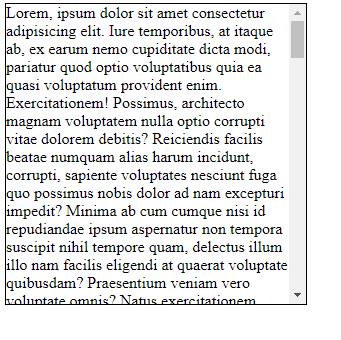 Lorem, ipsum dolor sit amet consectetur
adipisicing elit. Iure temporibus, at itaque
ab, ex earum nemo cupiditate dicta modi,
pariatur quod optio voluptatibus quia ea
quasi voluptatum provident enim.
Exercitationem! Possimus, architecto
magnam voluptatem nulla optio corrupti
vitae dolorem debitis? Reiciendis facilis
beatae numquam alias harum incidunt,
corrupti, sapiente voluptates nesciunt fuga
quo possimus nobis dolor ad nam excepturi
impedit? Minima ab cum cumque nisi id
repudiandae ipsum aspernatur non tempora
suscipit nihil tempore quam, delectus illum
illo nam facilis eligendi at quaerat voluptate
quibusdam? Praesentium veniam vero
voluptate omnis? Natus exercitationem